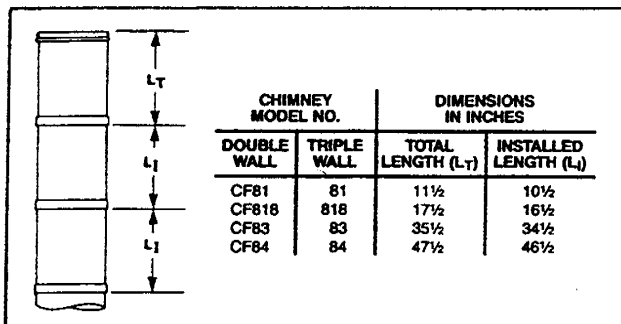 LT
LI
LI
CHIMNEY MODEL NO. DIMENSIONS IN INCHES
DOUBLE WALL TRIPLE WALL TOTAL LENGTH (LT) INSTALLED LENGTH (LI)
CF81 81 11½ 10½
CF818 818 17½ 16½
CF83 83 35½ 34½
CF84 84 47½ 46½